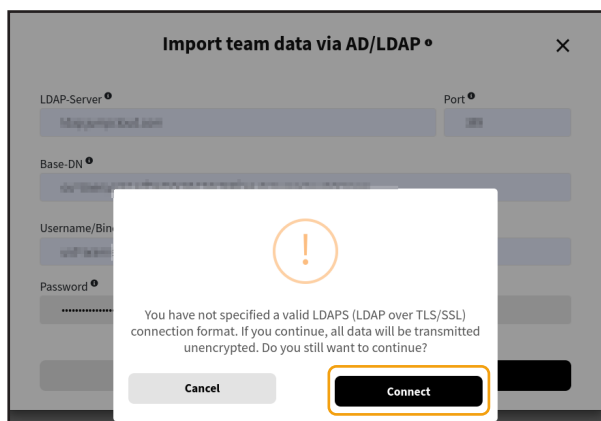 Import team data via AD/LDAP
LDAP-Server
Port
Base-DN
Username/Bin
Password
You have not specified a valid LDAPS (LDAP over TLS/SSL)
connection format. If you continue, all data will be transmitted
unencrypted. Do you still want to continue?
Cancel
Connect